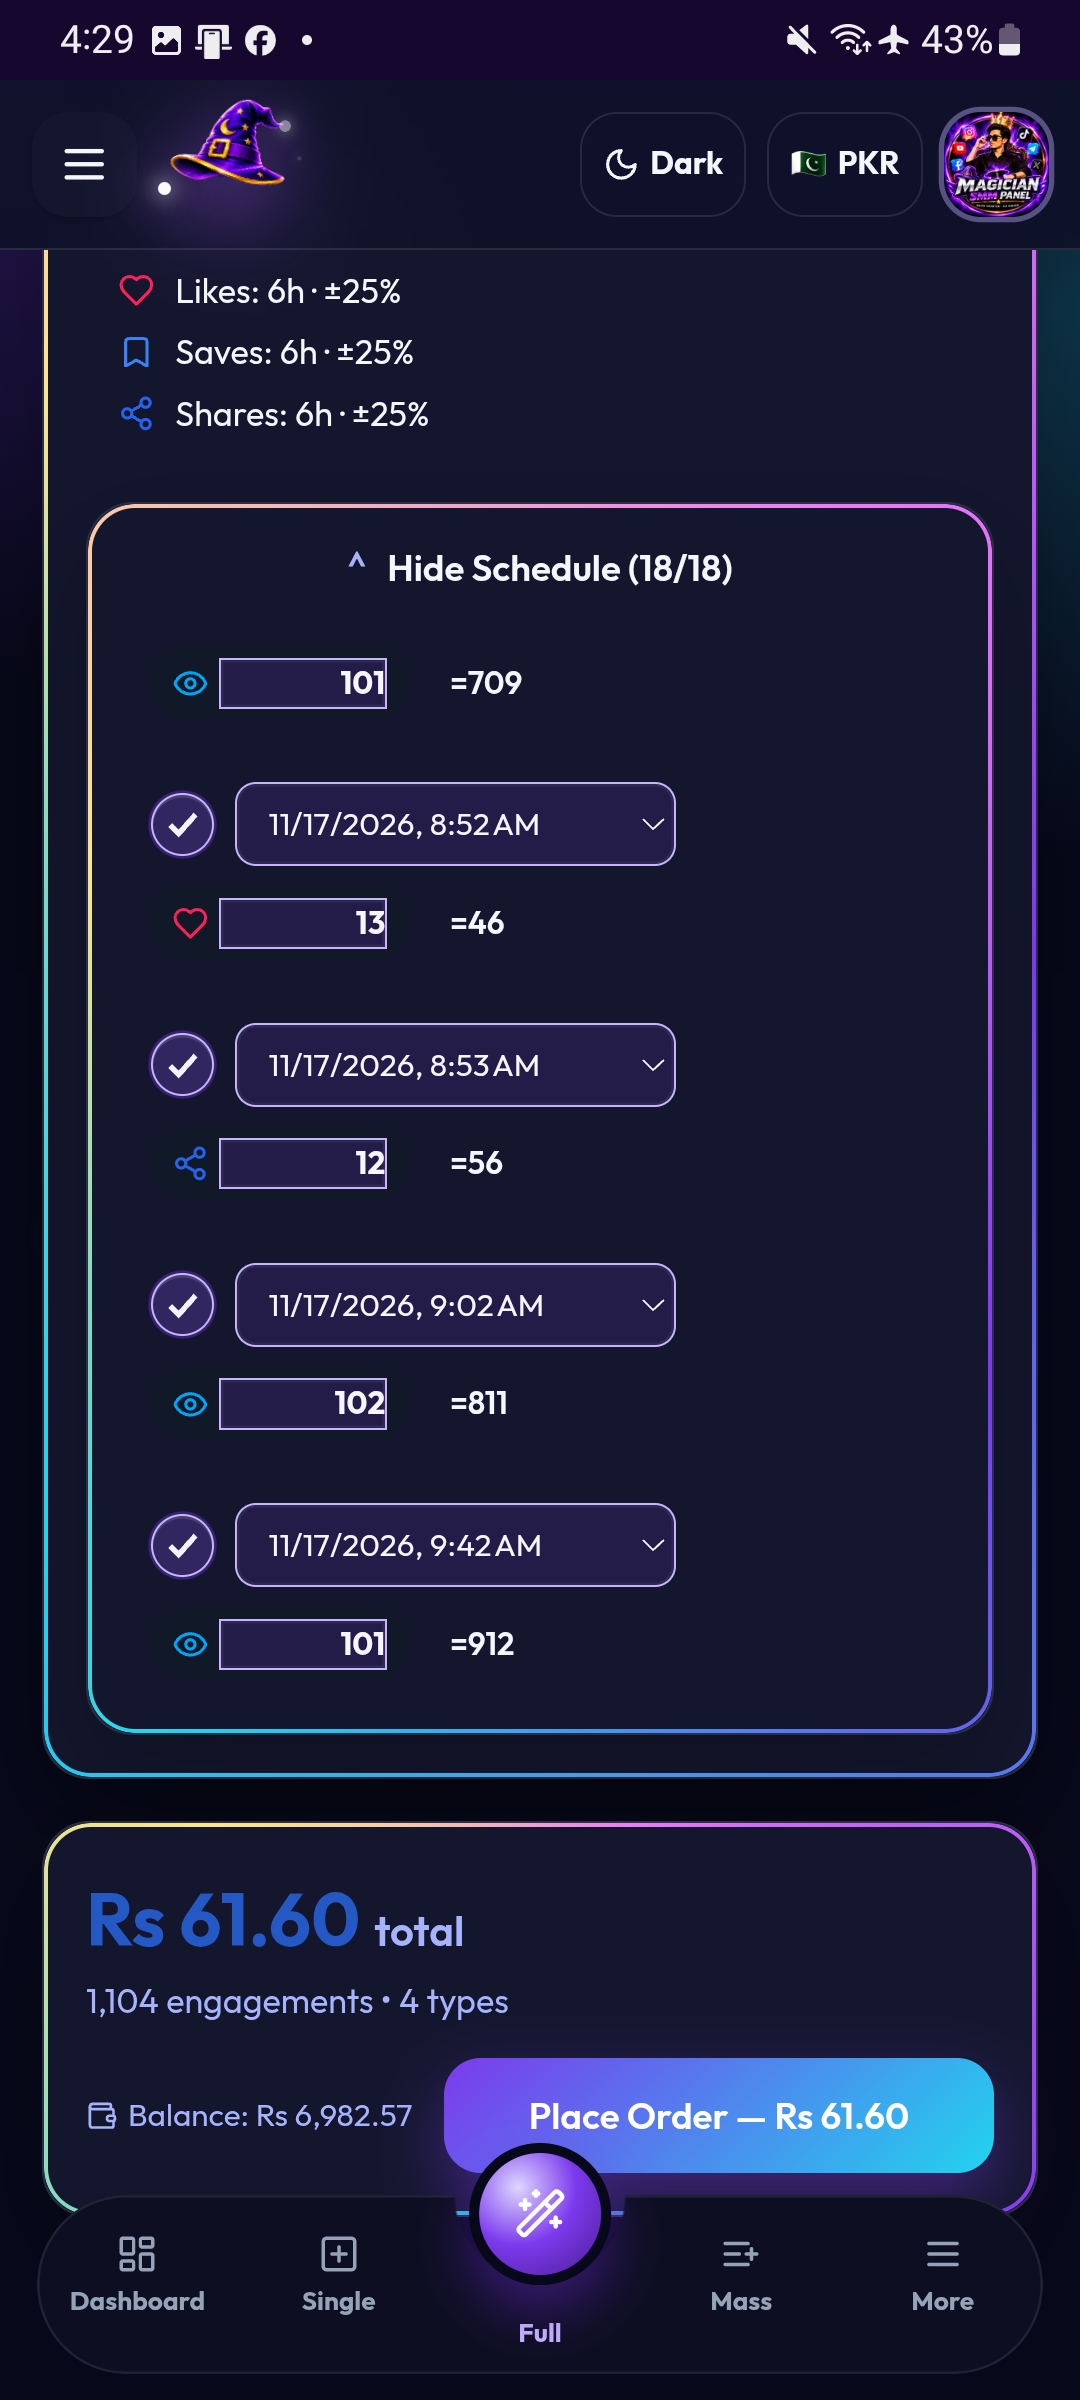 4:29
43%
Dark
PKR
MAGICIAN
SMM PANEL
Likes: 6h · ±25%
Saves: 6h · ±25%
Shares: 6h · ±25%
Hide Schedule (18/18)
101 =709
11/17/2026, 8:52 AM
13 =46
11/17/2026, 8:53 AM
12 =56
11/17/2026, 9:02 AM
102 =811
11/17/2026, 9:42 AM
101 =912
Rs 61.60 total
1,104 engagements • 4 types
Balance: Rs 6,982.57
Place Order — Rs 61.60
Dashboard
Single
Full
Mass
More